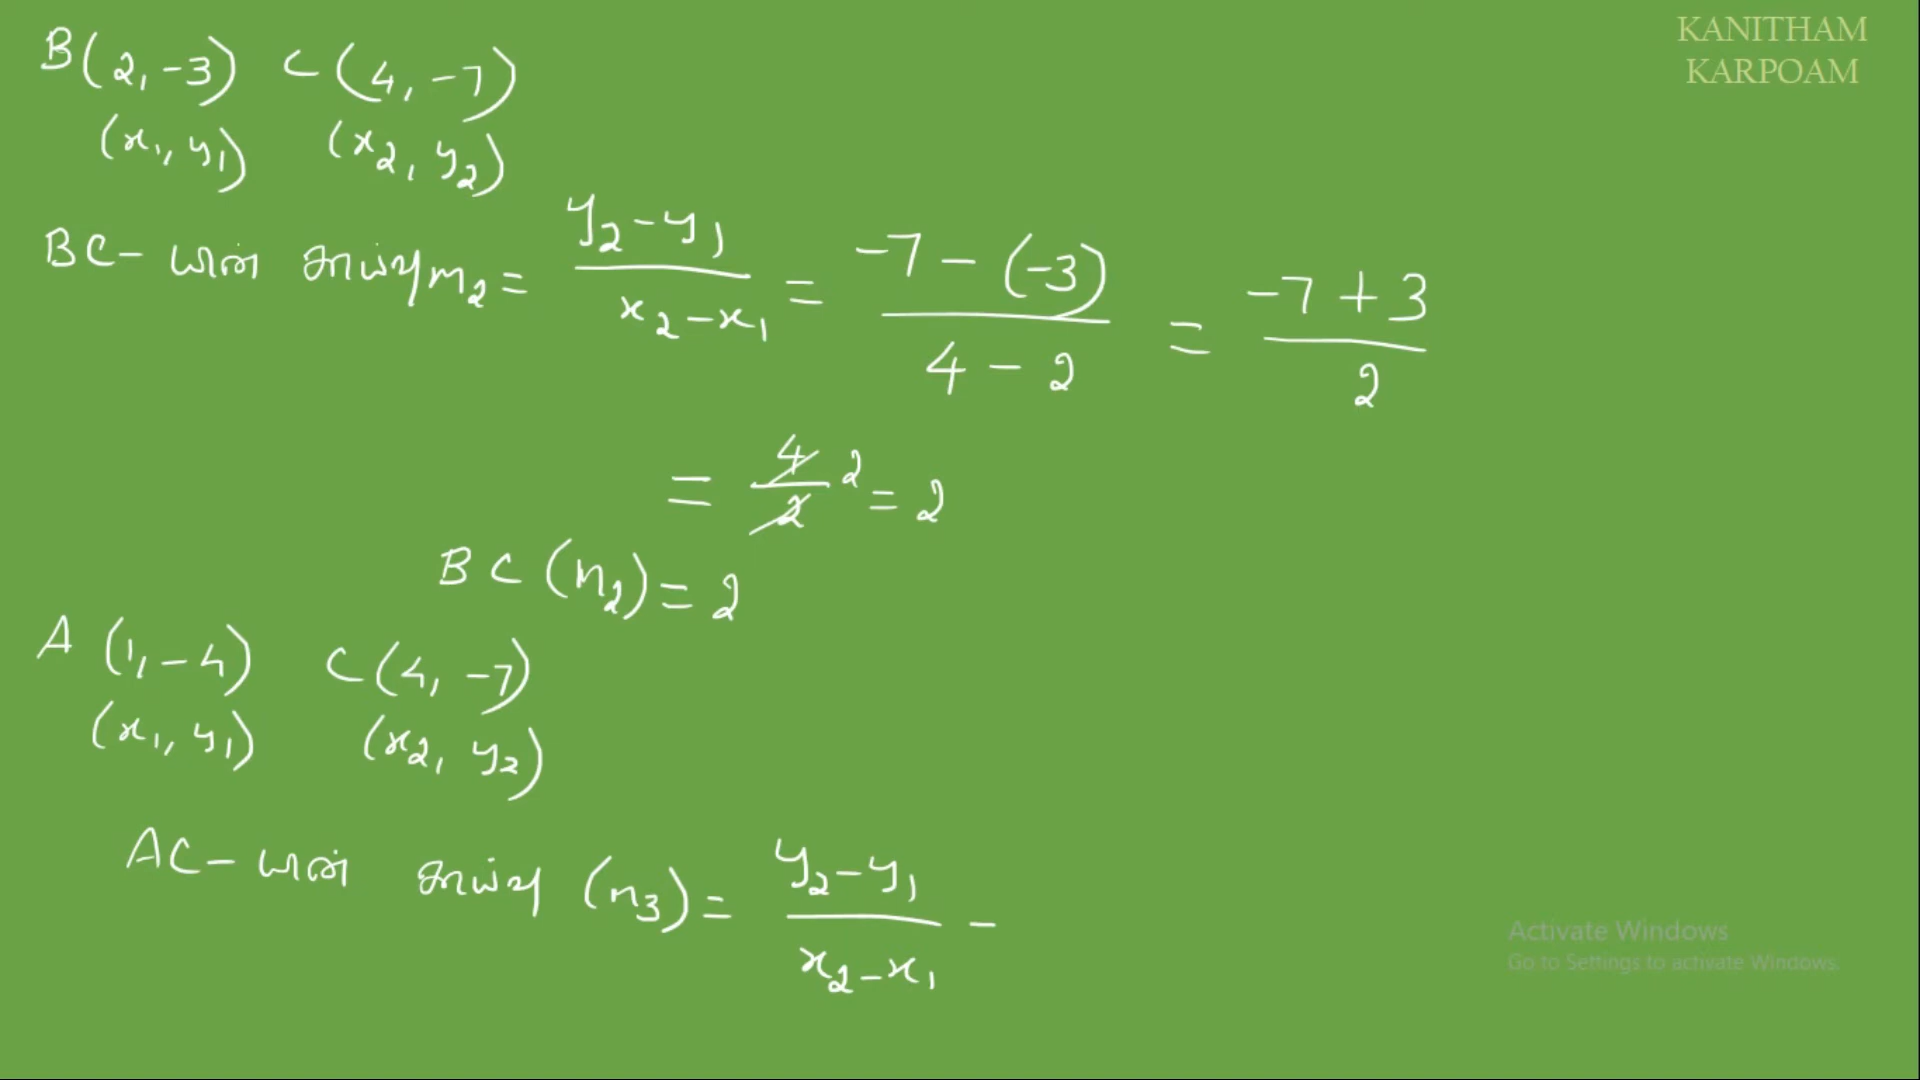 KANITHAM
KARPOAM
B(2, -3) C(4, -7)
(x₁, y₁) (x₂, y₂)
BC- யின் சாய்வு m₂ = (y₂-y₁)/(x₂-x₁) = (-7-(-3))/(4-2) = (-7+3)/2
= 4/2 2 = 2
BC (m₂) = 2
A (1, -4) C(4, -7)
(x₁, y₁) (x₂, y₂)
AC- யின் சாய்வு (m₃) = (y₂-y₁)/(x₂-x₁) -
Activate Windows
Go to Settings to activate Windows.